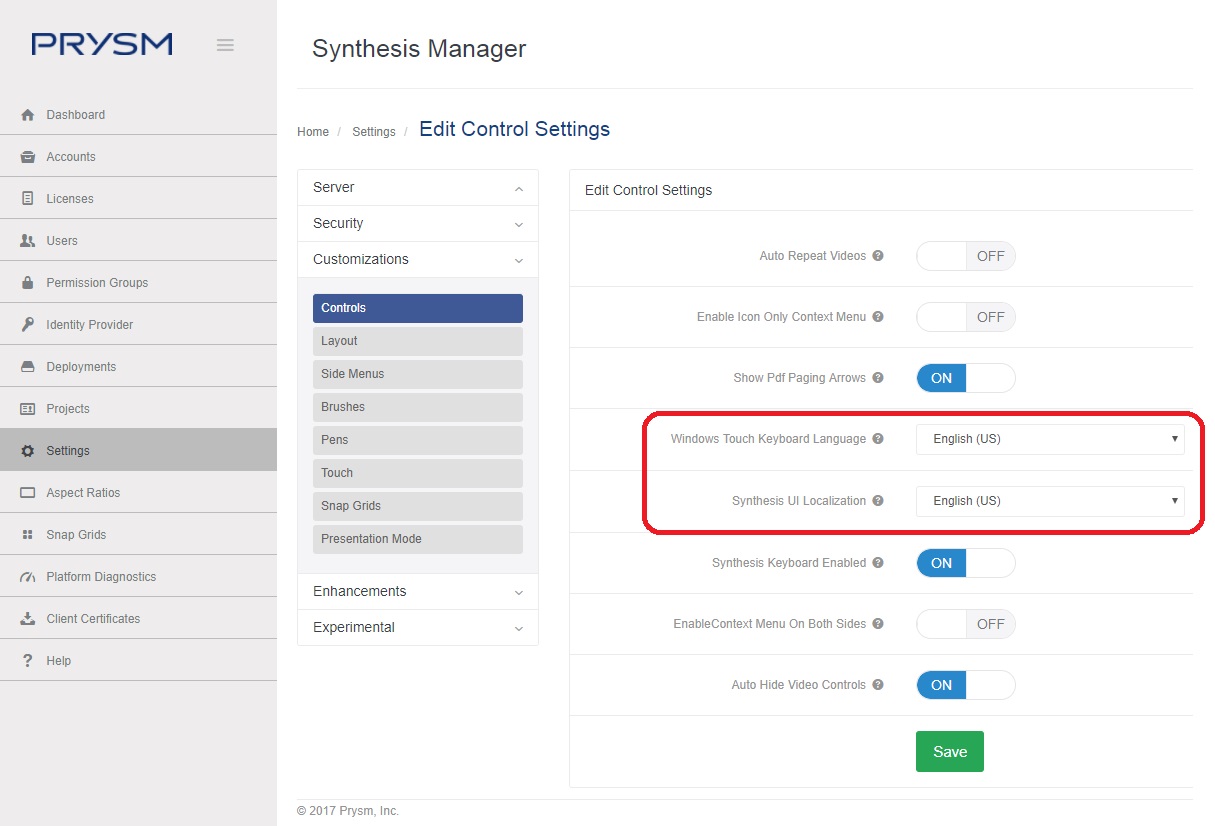 PRYSM
Synthesis Manager
Dashboard
Accounts
Licenses
Users
Permission Groups
Identity Provider
Deployments
Projects
Settings
Aspect Ratios
Snap Grids
Platform Diagnostics
Client Certificates
? Help
Home / Settings / Edit Control Settings
Server
Security
Customizations
Controls
Layout
Side Menus
Brushes
Pens
Touch
Snap Grids
Presentation Mode
Enhancements
Experimental
Edit Control Settings
Auto Repeat Videos ? OFF
Enable Icon Only Context Menu ? OFF
Show Pdf Paging Arrows ? ON
Windows Touch Keyboard Language ? English (US)
Synthesis UI Localization ? English (US)
Synthesis Keyboard Enabled ? ON
EnableContext Menu On Both Sides ? OFF
Auto Hide Video Controls ? ON
Save
© 2017 Prysm, Inc.